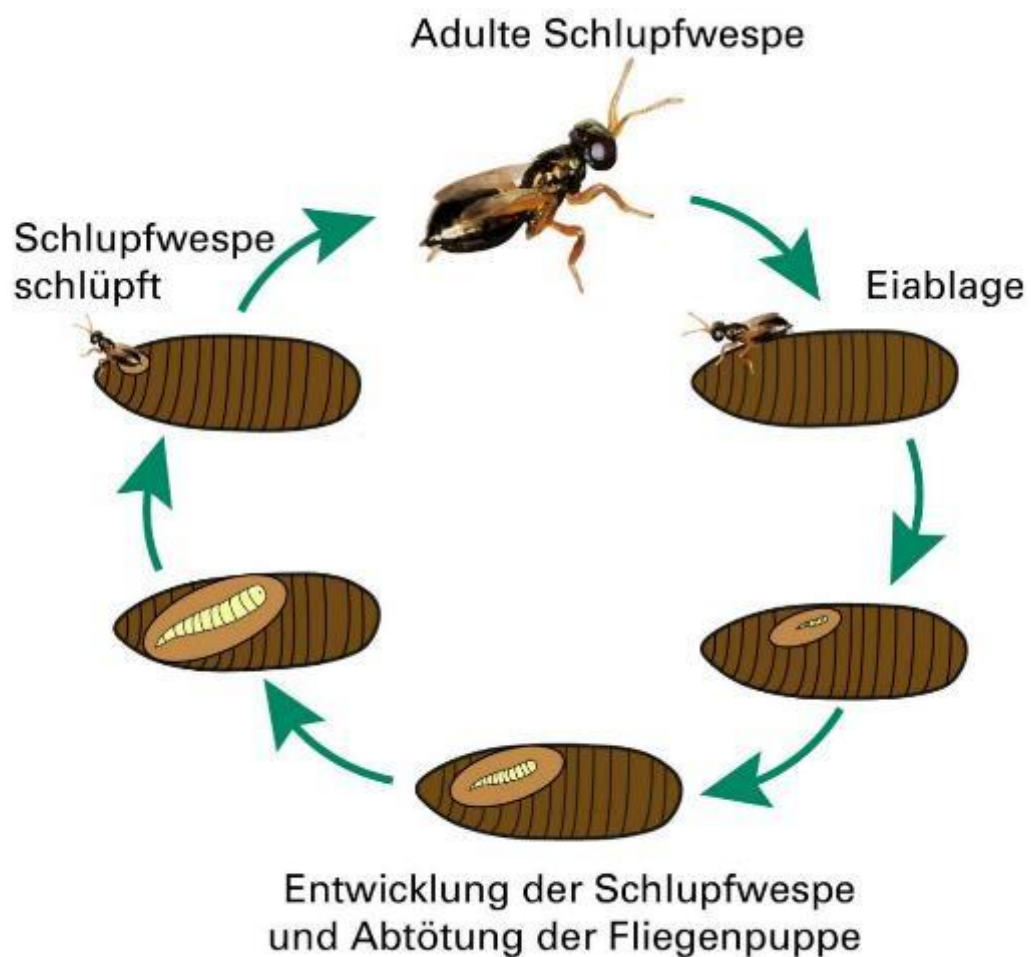 Adulte Schlupfwespe
Schlupfwespe
schlüpft
Eiablage
Entwicklung der Schlupfwespe
und Abtötung der Fliegenpuppe